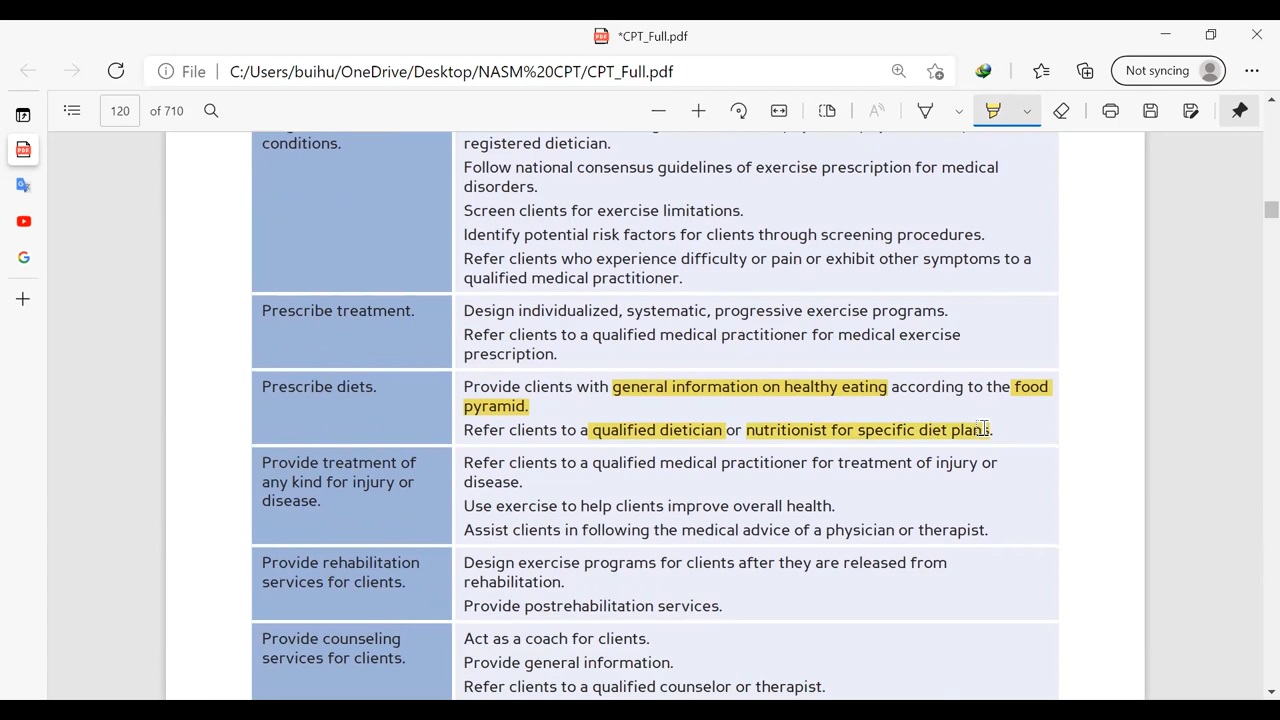 *CPT_Full.pdf
File
C:/Users/buihu/OneDrive/Desktop/NASM%20CPT/CPT_Full.pdf
Not syncing
120 of 710
conditions.
registered dietician.
Follow national consensus guidelines of exercise prescription for medical
disorders.
Screen clients for exercise limitations.
Identify potential risk factors for clients through screening procedures.
Refer clients who experience difficulty or pain or exhibit other symptoms to a
qualified medical practitioner.
Prescribe treatment.
Design individualized, systematic, progressive exercise programs.
Refer clients to a qualified medical practitioner for medical exercise
prescription.
Prescribe diets.
Provide clients with general information on healthy eating according to the food
pyramid.
Refer clients to a qualified dietician or nutritionist for specific diet plans.
Provide treatment of
any kind for injury or
disease.
Refer clients to a qualified medical practitioner for treatment of injury or
disease.
Use exercise to help clients improve overall health.
Assist clients in following the medical advice of a physician or therapist.
Provide rehabilitation
services for clients.
Design exercise programs for clients after they are released from
rehabilitation.
Provide postrehabilitation services.
Provide counseling
services for clients.
Act as a coach for clients.
Provide general information.
Refer clients to a qualified counselor or therapist.